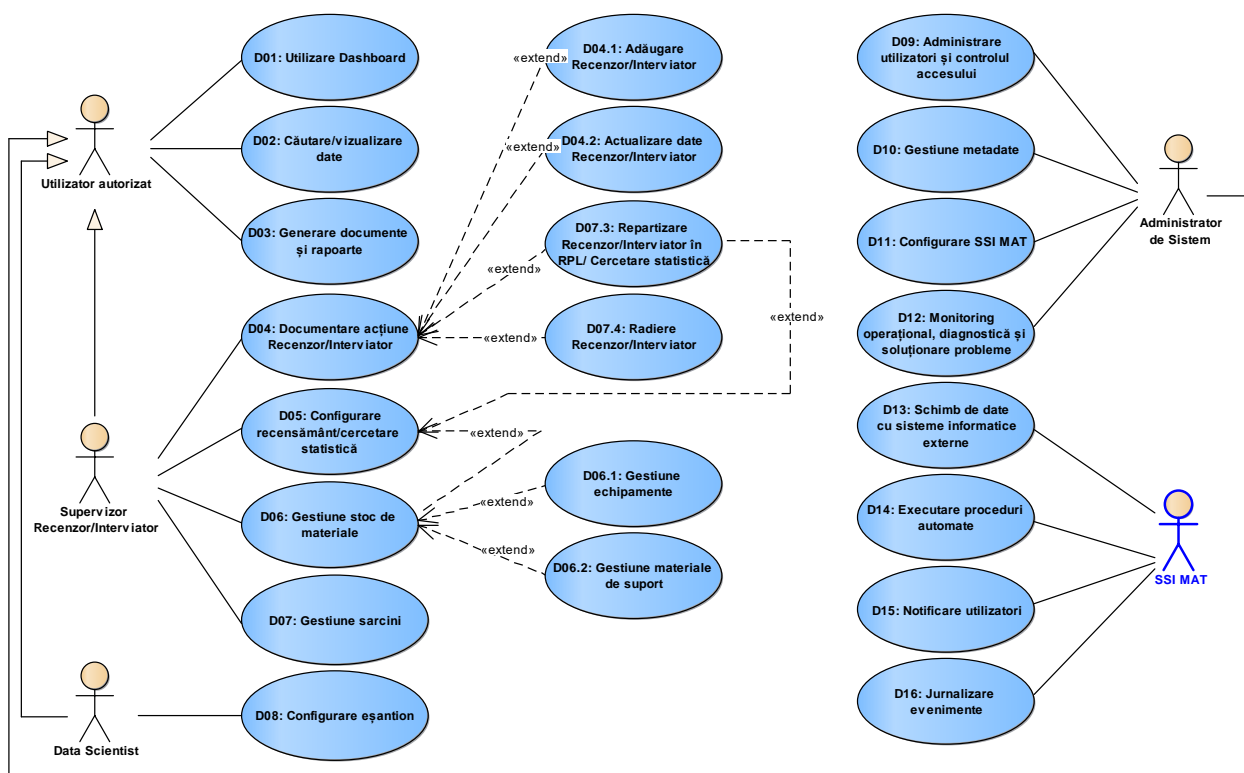 Utilizator autorizat
D01: Utilizare Dashboard
D02: Căutare/vizualizare
date
D03: Generare documente
și rapoarte
Supervizor
Recenzor/Interviator
D04: Documentare acțiune
Recenzor/Interviator
D05: Configurare
recensământ/cercetare
statistică
D06: Gestiune stoc de
materiale
D07: Gestiune sarcini
Data Scientist
D08: Configurare eșantion
D04.1: Adăugare
Recenzor/Interviator
«extend»
D04.2: Actualizare date
Recenzor/Interviator
«extend»
D07.3: Repartizare
Recenzor/Interviator în
RPL/ Cercetare statistică
«extend»
«extend»
D07.4: Radiere
Recenzor/Interviator
«extend»
«extend»
D06.1: Gestiune
echipamente
«extend»
D06.2: Gestiune materiale
de suport
«extend»
D09: Administrare
utilizatori și controlul
accesului
D10: Gestiune metadate
D11: Configurare SSI MAT
D12: Monitoring
operațional, diagnostică și
soluționare probleme
Administrator
de Sistem
D13: Schimb de date
cu sisteme informatice
externe
D14: Executare proceduri
automate
D15: Notificare utilizatori
D16: Jurnalizare
evenimente
SSI MAT